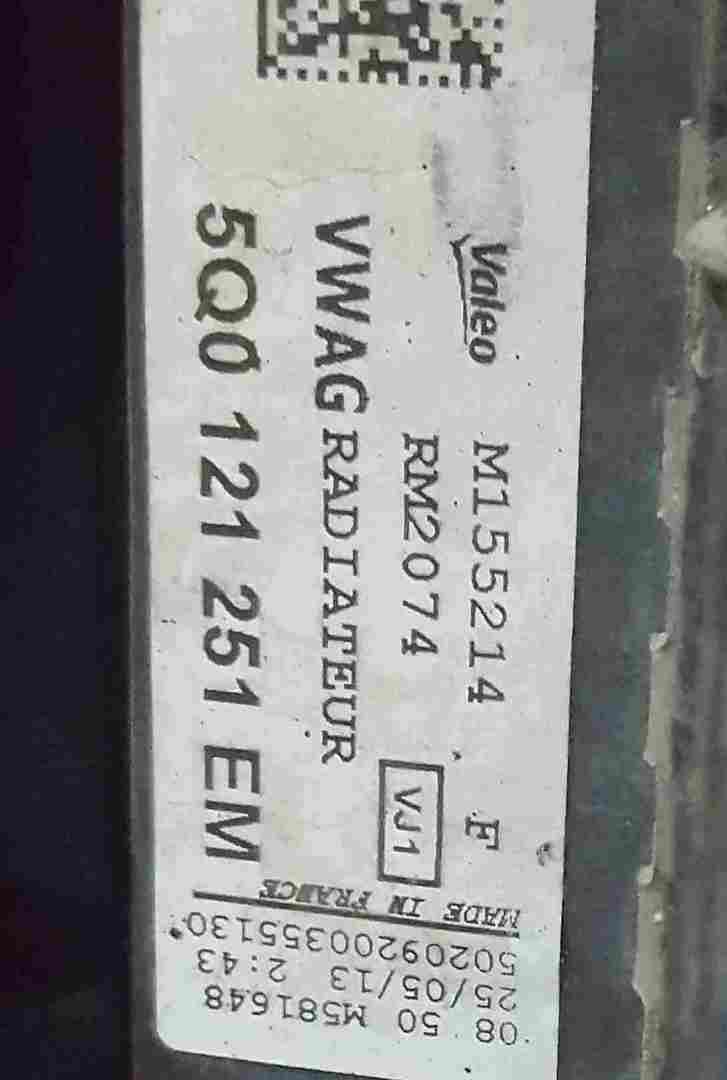 Valeo M155214 F
RM2074 VJ1
VWAG RADIATEUR
5Q0 121 251 EM
MADE IN FRANCE
5020920035513​0
25/05/13 2:43
08 50 M581648